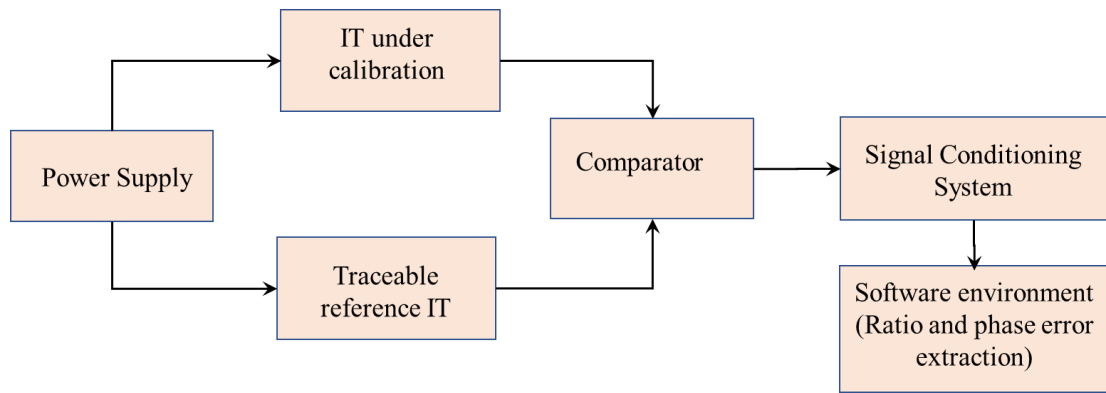 IT under
calibration
Power Supply
Comparator
Traceable
reference IT
Signal Conditioning
System
Software environment
(Ratio and phase error
extraction)